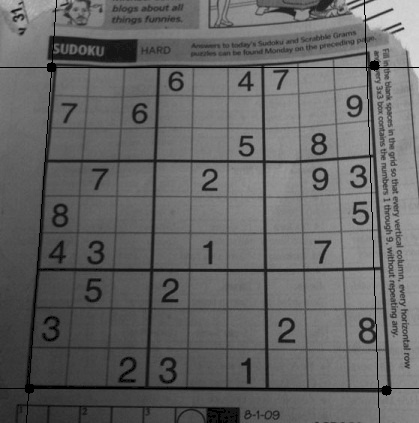 blogs about all
things funnies.
SUDOKU HARD Answers to today's Sudoku and Scrabble Grams
puzzles can be found Monday on the preceding page.
6 4 7
7 6 9
5 8
7 2 9 3
8 5
4 3 1 7
5 2
3 2 8
2 3 1
Fill in the blank spaces in the grid so that every vertical column, every horizontal row
and every 3x3 box contains the numbers 1 through 9, without repeating any.
1 2 3
8-1-09